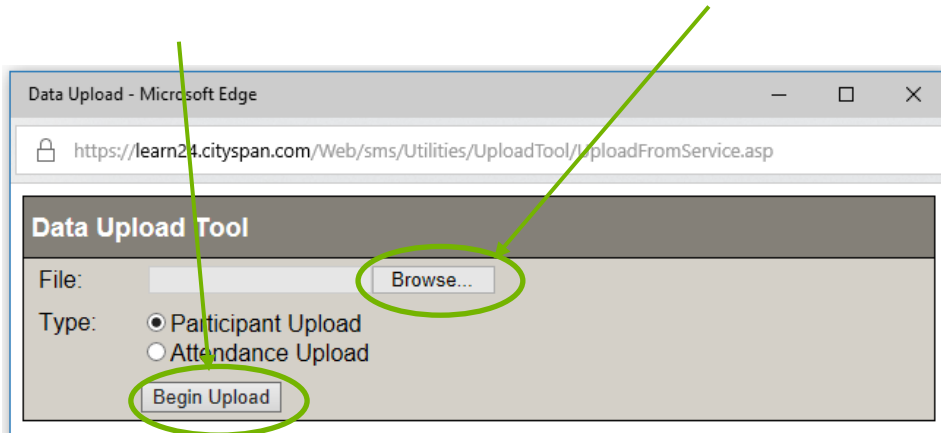 Data Upload - Microsoft Edge
https://learn24.cityspan.com/Web/sms/Utilities/UploadTool/UploadFromService.asp
Data Upload Tool
File: Browse...
Type: Participant Upload
Attendance Upload
Begin Upload